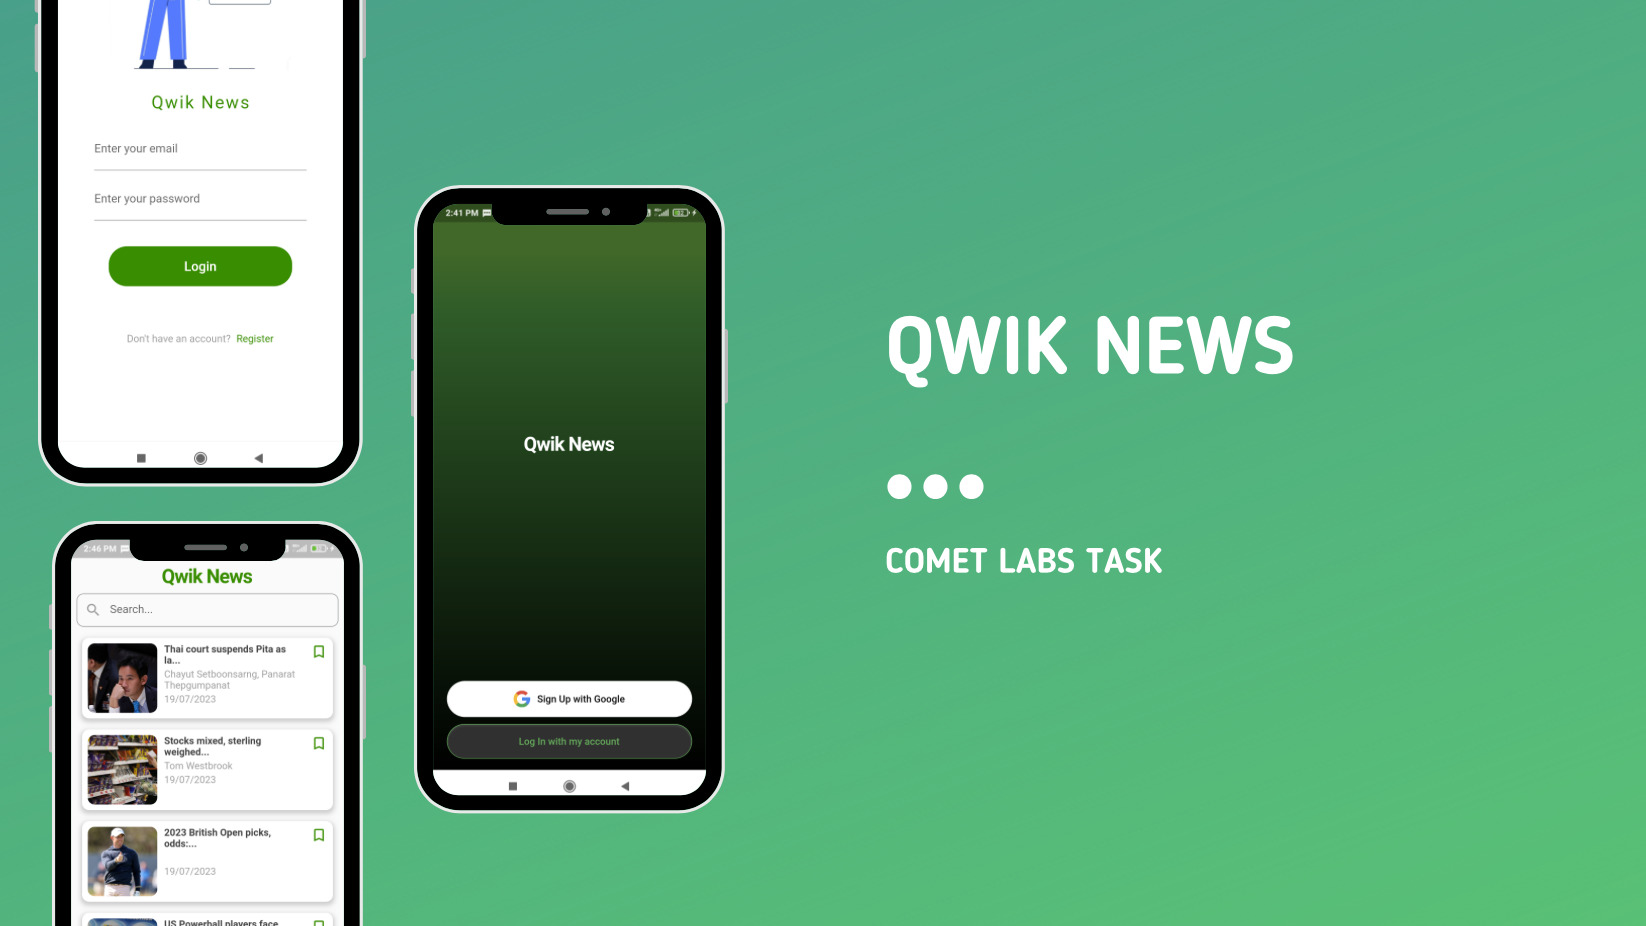 Qwik News
Enter your email
Enter your password
Login
Don't have an account? Register
2:46 PM
Qwik News
Search...
Thai court suspends Pita as
la...
Chayut Setboonsarng, Panarat
Thepgumpanat
19/07/2023
Stocks mixed, sterling
weighed...
Tom Westbrook
19/07/2023
2023 British Open picks,
odds:...
19/07/2023
US Powerball players face
2:41 PM
Qwik News
Sign Up with Google
Log In with my account
QWIK NEWS
COMET LABS TASK